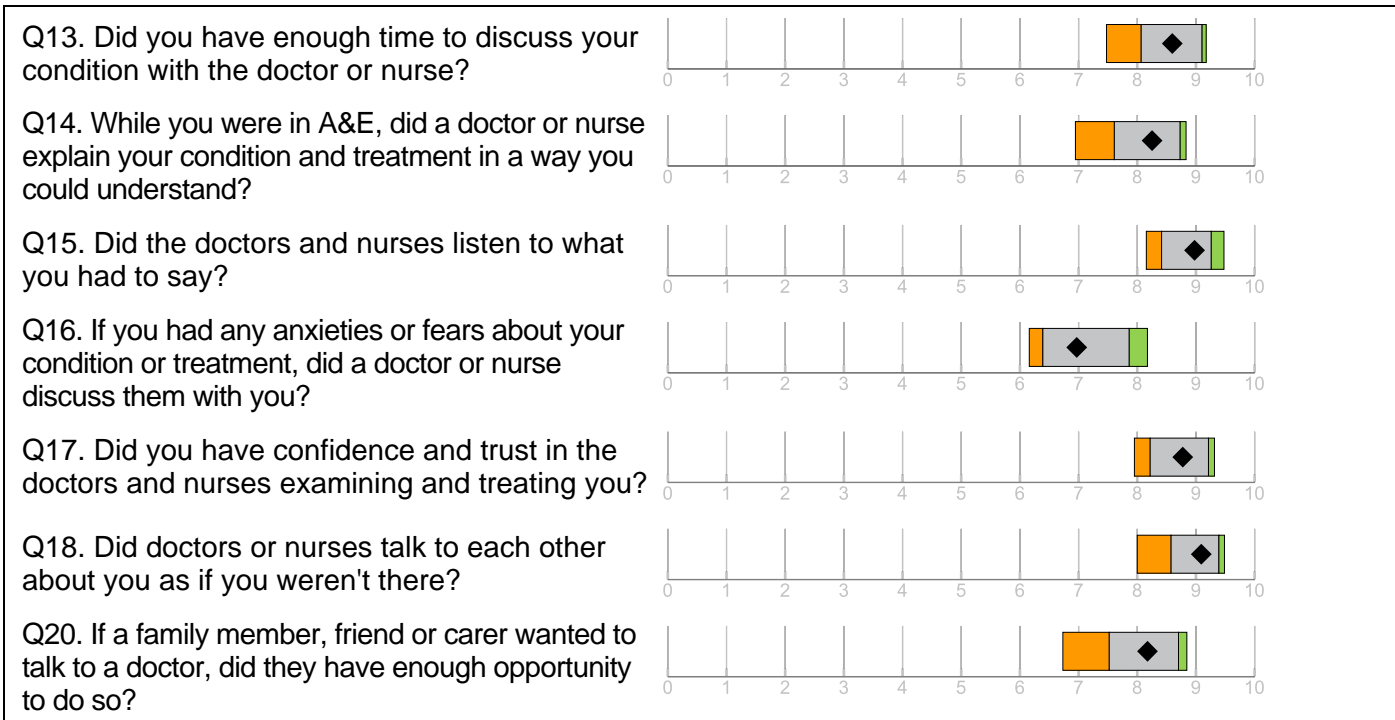 Q13. Did you have enough time to discuss your
condition with the doctor or nurse?
0 1 2 3 4 5 6 7 8 9 10
Q14. While you were in A&E, did a doctor or nurse
explain your condition and treatment in a way you
could understand?
0 1 2 3 4 5 6 7 8 9 10
Q15. Did the doctors and nurses listen to what
you had to say?
0 1 2 3 4 5 6 7 8 9 10
Q16. If you had any anxieties or fears about your
condition or treatment, did a doctor or nurse
discuss them with you?
0 1 2 3 4 5 6 7 8 9 10
Q17. Did you have confidence and trust in the
doctors and nurses examining and treating you?
0 1 2 3 4 5 6 7 8 9 10
Q18. Did doctors or nurses talk to each other
about you as if you weren't there?
0 1 2 3 4 5 6 7 8 9 10
Q20. If a family member, friend or carer wanted to
talk to a doctor, did they have enough opportunity
to do so?
0 1 2 3 4 5 6 7 8 9 10